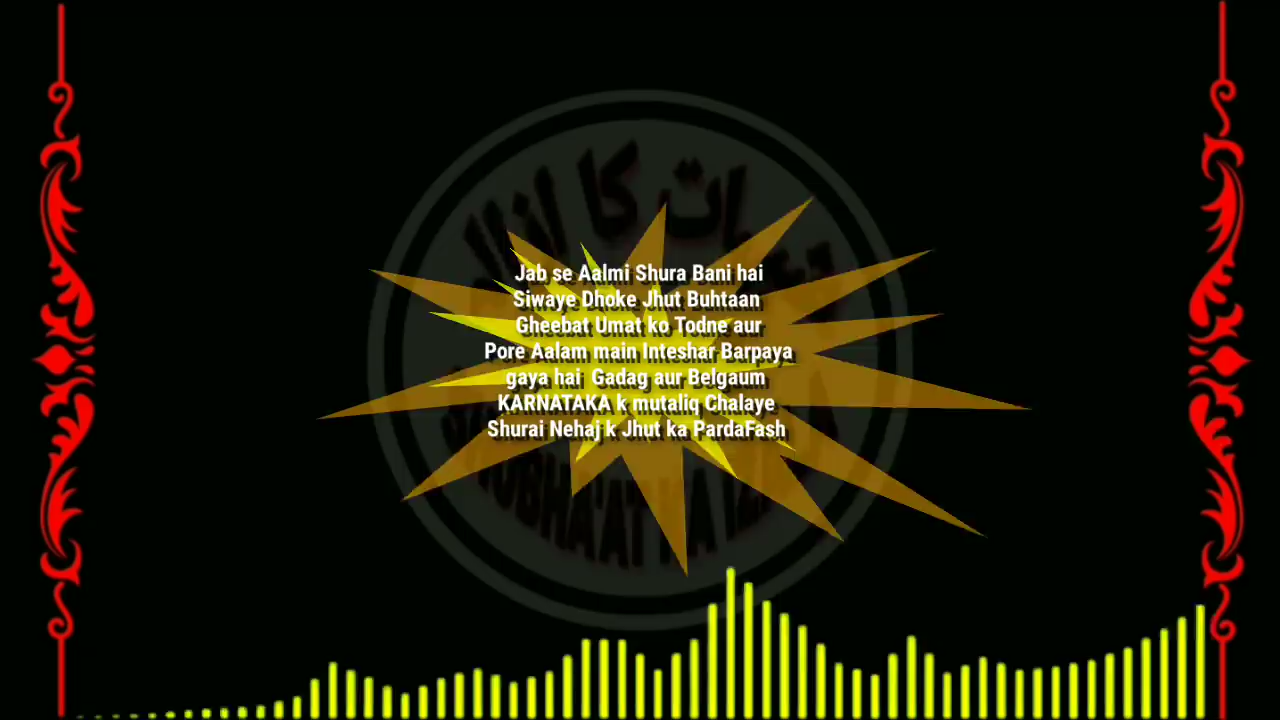 Jab se Aalmi Shura Bani hai
Siwaye Dhoke Jhut Buhtaan
Gheebat Umat ko Todne aur
Pore Aalam main Inteshar Barpaya
gaya hai Gadag aur Belgaum
KARNATAKA k mutaliq Chalaye
Shurai Nehaj k Jhut ka PardaFash